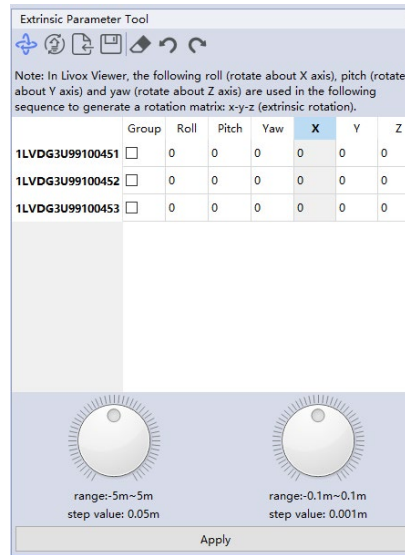 Extrinsic Parameter Tool
Note: In Livox Viewer, the following roll (rotate about X axis), pitch (rotate
about Y axis) and yaw (rotate about Z axis) are used in the following
sequence to generate a rotation matrix: x-y-z (extrinsic rotation).
Group Roll Pitch Yaw X Y Z
1LVDG3U99100451 0 0 0 0 0 0
1LVDG3U99100452 0 0 0 0 0 0
1LVDG3U99100453 0 0 0 0 0 0
range:-5m~5m range:-0.1m~0.1m
step value: 0.05m step value: 0.001m
Apply